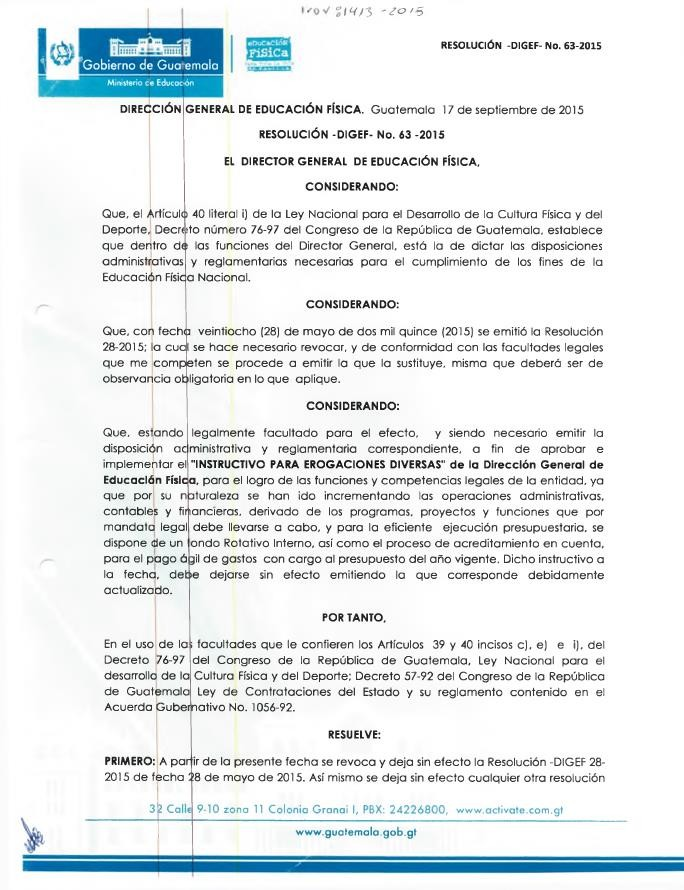 1413-2015
RESOLUCIÓN -DIGEF- No. 63-2015
eDUCACIÓN
FíSiCa
Gobierno de Guatemala
Ministerio de Educación
DIRECCIÓN GENERAL DE EDUCACIÓN FÍSICA. Guatemala 17 de septiembre de 2015
RESOLUCIÓN -DIGEF- No. 63 -2015
EL DIRECTOR GENERAL DE EDUCACIÓN FÍSICA,
CONSIDERANDO:
Que, el Artículo 40 literal i) de la Ley Nacional para el Desarrollo de la Cultura Física y del
Deporte, Decreto número 76-97 del Congreso de la República de Guatemala, establece
que dentro de las funciones del Director General, está la de dictar las disposiciones
administrativas y reglamentarias necesarias para el cumplimiento de los fines de la
Educación Física Nacional.
CONSIDERANDO:
Que, con fecha veintiocho (28) de mayo de dos mil quince (2015) se emitió la Resolución
28-2015; la cual se hace necesario revocar, y de conformidad con las facultades legales
que me competen se procede a emitir la que la sustituye, misma que deberá ser de
observancia obligatoria en lo que aplique.
CONSIDERANDO:
Que, estando legalmente facultado para el efecto, y siendo necesario emitir la
disposición administrativa y reglamentaria correspondiente, a fin de aprobar e
implementar el "INSTRUCTIVO PARA EROGACIONES DIVERSAS" de la Dirección General de
Educación Física, para el logro de las funciones y competencias legales de la entidad, ya
que por su naturaleza se han ido incrementando las operaciones administrativas,
contables y financieras, derivado de los programas, proyectos y funciones que por
mandato legal debe llevarse a cabo, y para la eficiente ejecución presupuestaria, se
dispone de un fondo Rotativo Interno, así como el proceso de acreditamiento en cuenta,
para el pago ágil de gastos con cargo al presupuesto del año vigente. Dicho instructivo a
la fecha, debe dejarse sin efecto emitiendo la que corresponde debidamente
actualizado.
POR TANTO,
En el uso de las facultades que le confieren los Artículos 39 y 40 incisos c), e) e i), del
Decreto 76-97 del Congreso de la República de Guatemala, Ley Nacional para el
desarrollo de la Cultura Física y del Deporte; Decreto 57-92 del Congreso de la República
de Guatemala Ley de Contrataciones del Estado y su reglamento contenido en el
Acuerda Gubernativo No. 1056-92.
RESUELVE:
PRIMERO: A partir de la presente fecha se revoca y deja sin efecto la Resolución -DIGEF 28-
2015 de fecha 28 de mayo de 2015. Así mismo se deja sin efecto cualquier otra resolución
32 Calle 9-10 zona 11 Colonia Granai I, PBX: 24226800, www.activate.com.gt
www.guatemala.gob.gt